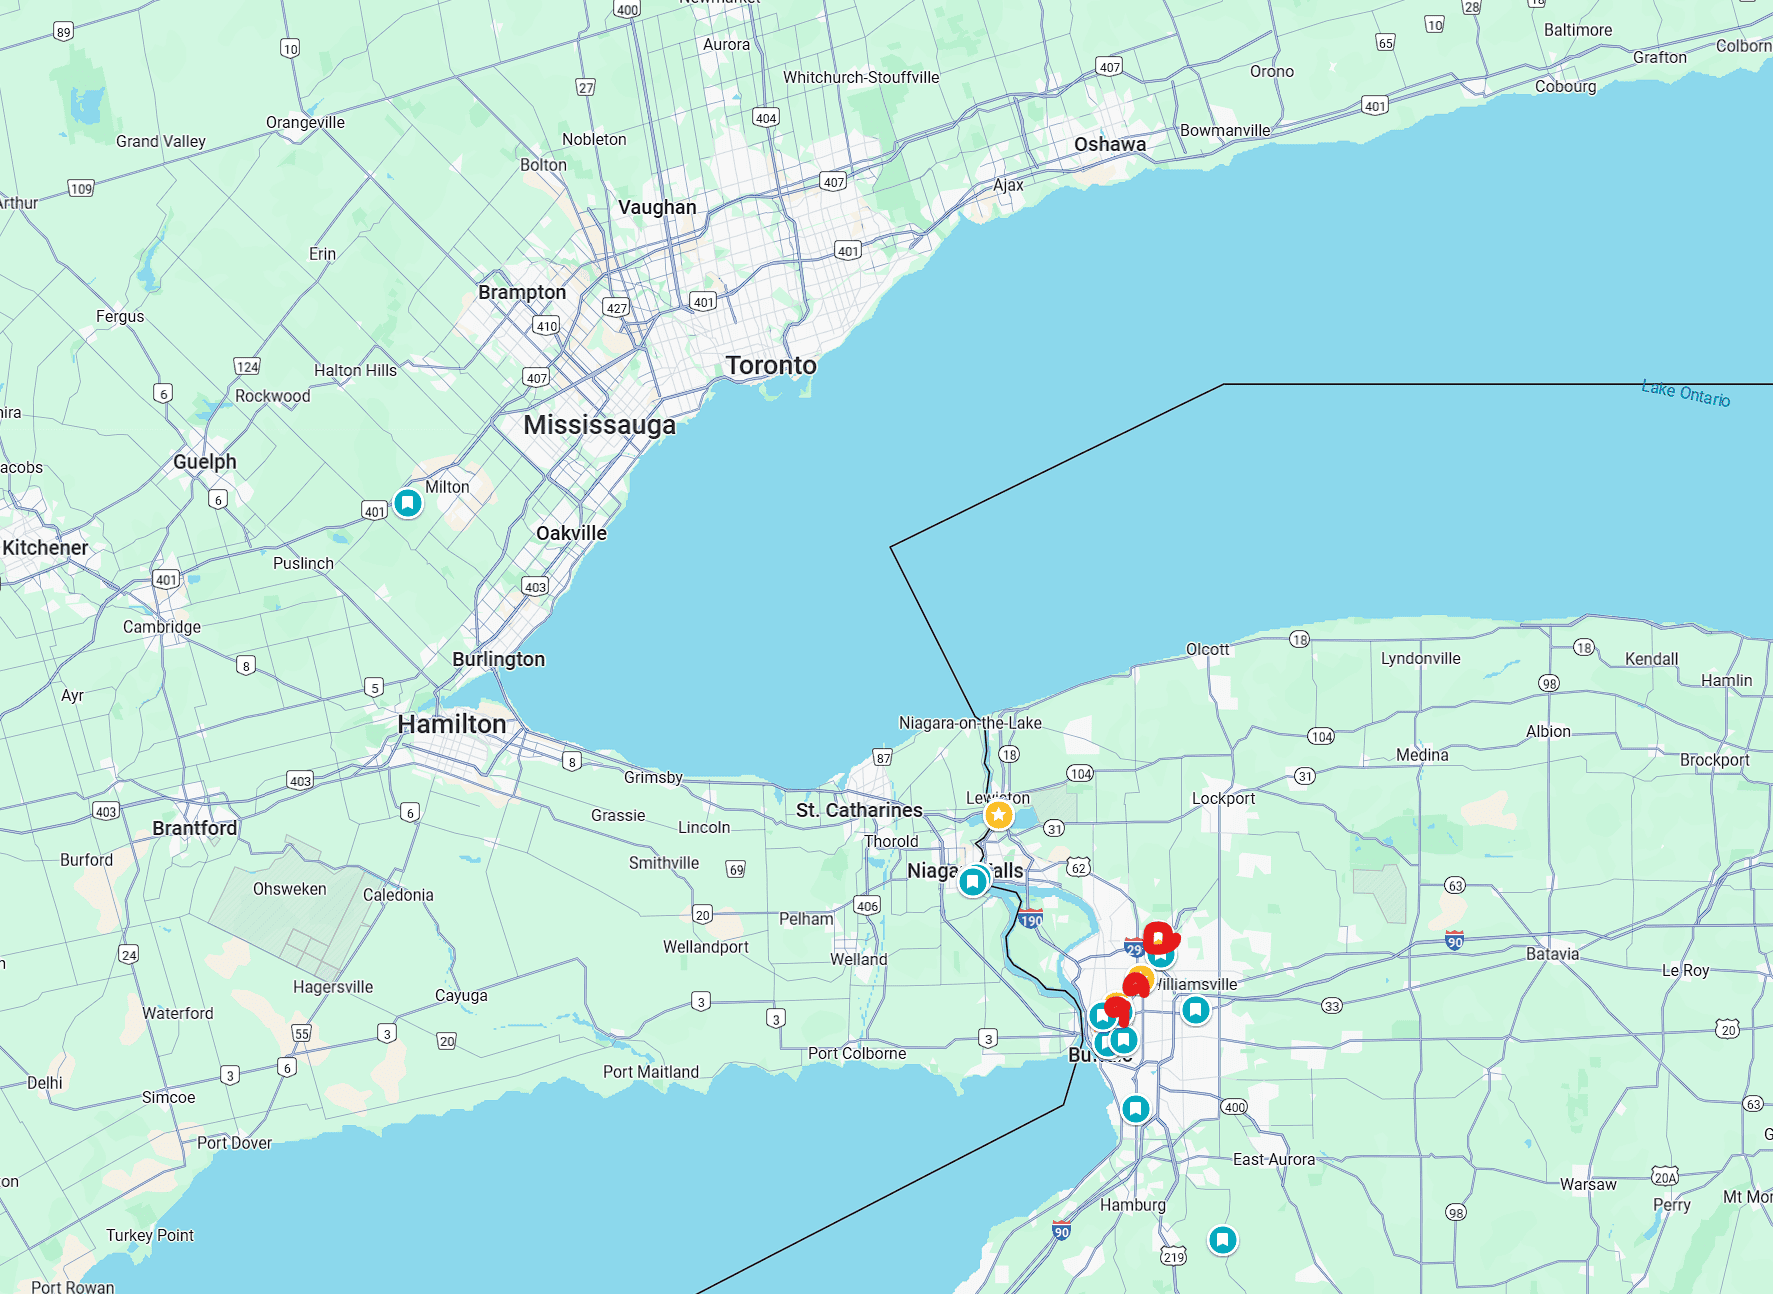 400
Newmarket
28
18
89
10
Aurora
10
Baltimore
65
Colborn
Grafton
Whitchurch-Stouffville
407
Orono
27
Cobourg
404
401
Orangeville
Grand Valley
Nobleton
Bowmanville
Oshawa
Bolton
109
407
Ajax
Arthur
Vaughan
Erin
401
Brampton
427
401
Fergus
410
124
Halton Hills
Toronto
407
6
Rockwood
Lake Ontario
Mississauga
Guelph
acobs
Milton
6
401
Oakville
Kitchener
Puslinch
401
403
Cambridge
18
Olcott
18
Burlington
Lyndonville
Kendall
8
5
98
Hamlin
Ayr
Hamilton
Niagara-on-the-Lake
104
Albion
18
87
Medina
8
Brockport
104
31
Grimsby
403
Lewiston
Lockport
403
6
St. Catharines
Grassie
Lincoln
31
Brantford
Thorold
Burford
Smithville
69
62
Niagara Falls
63
Ohsweken
Caledonia
406
20
Pelham
190
90
Wellandport
290
24
Welland
Batavia
Le Roy
Hagersville
Williamsville
Cayuga
3
33
Waterford
3
20
55
3
20
3
Port Colborne
Buffalo
6
3
Port Maitland
Delhi
Simcoe
400
63
Port Dover
East Aurora
20A
Warsaw
Hamburg
Perry
Mt Mor
98
90
Turkey Point
219
Port Rowan